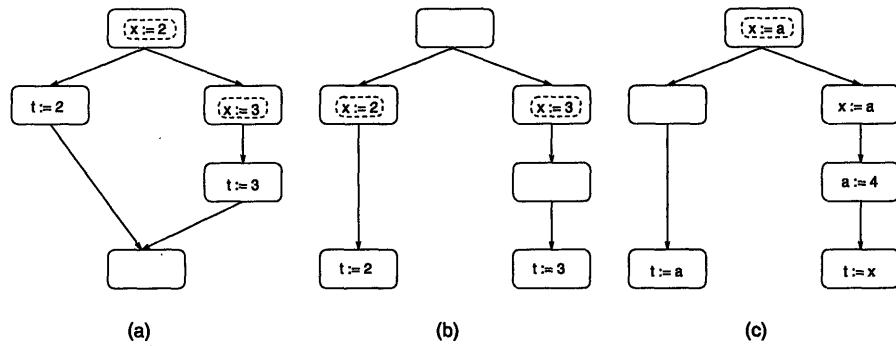 x := 2
t := 2
x := 3
t := 3
(a)
x := 2
x := 3
t := 2
t := 3
(b)
x := a
x := a
a := 4
t := a
t := x
(c)